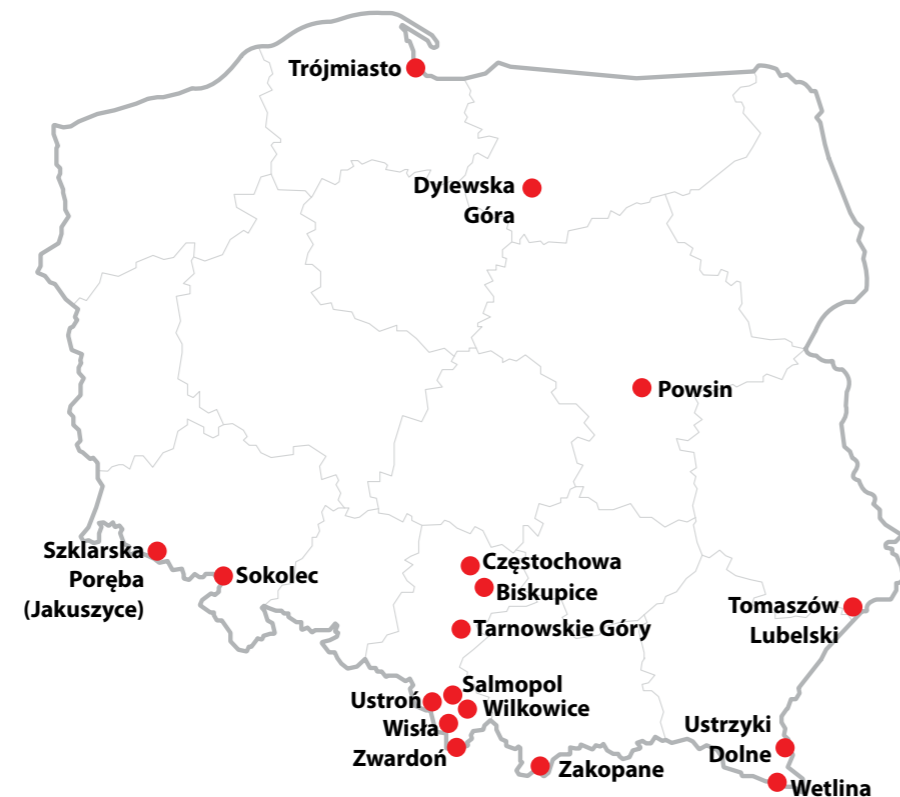 Trójmiasto
Dylewska
Góra
Powsin
Szklarska
Poręba
(Jakuszyce)
Sokolec
Częstochowa
Biskupice
Tarnowskie Góry
Tomaszów
Lubelski
Salmopol
Ustroń
Wilkowice
Wisła
Zwardoń
Zakopane
Ustrzyki
Dolne
Wetlina